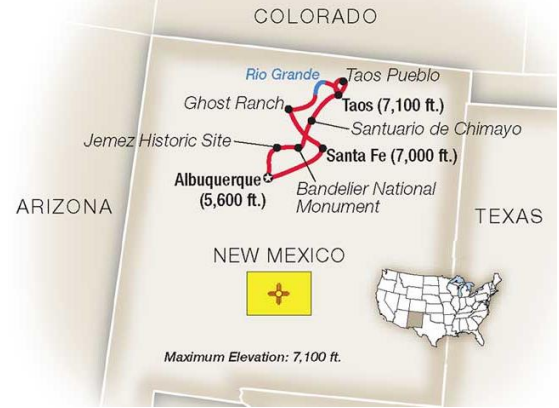 COLORADO
Rio Grande
Taos Pueblo
Ghost Ranch
Taos (7,100 ft.)
Santuario de Chimayo
Jemez Historic Site
Santa Fe (7,000 ft.)
Albuquerque
(5,600 ft.)
Bandelier National
Monument
ARIZONA
TEXAS
NEW MEXICO
Maximum Elevation: 7,100 ft.